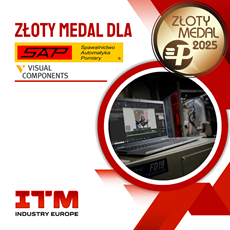 ZŁOTY MEDAL DLA
ZŁOTY
MEDAL
2025
SAP
Spawalnictwo
Automatyka
Pomiary
VISUAL
COMPONENTS
ITM
INDUSTRY EUROPE